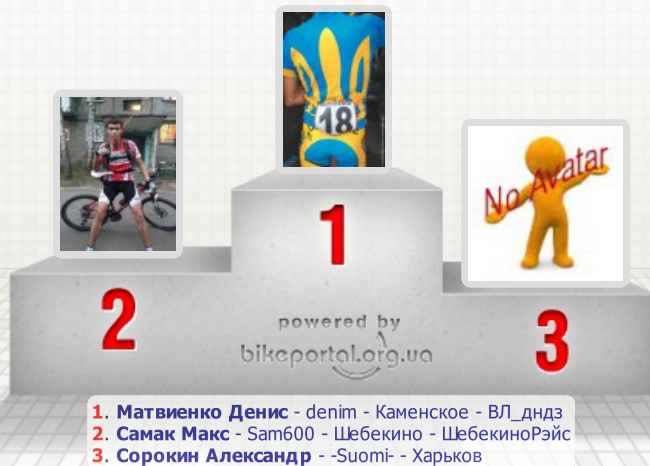 18
No Avatar
1
2
3
powered by
bikeportal.org.ua
1. Матвиенко Денис - denim - Каменское - ВЛ_дндз
2. Самак Макс - Sam600 - Шебекино - ШебекиноРэйс
3. Сорокин Александр - -Suomi- - Харьков